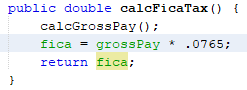 public double calcFicaTax() {
    calcGrossPay();
    fica = grossPay * .0765;
    return fica;
}